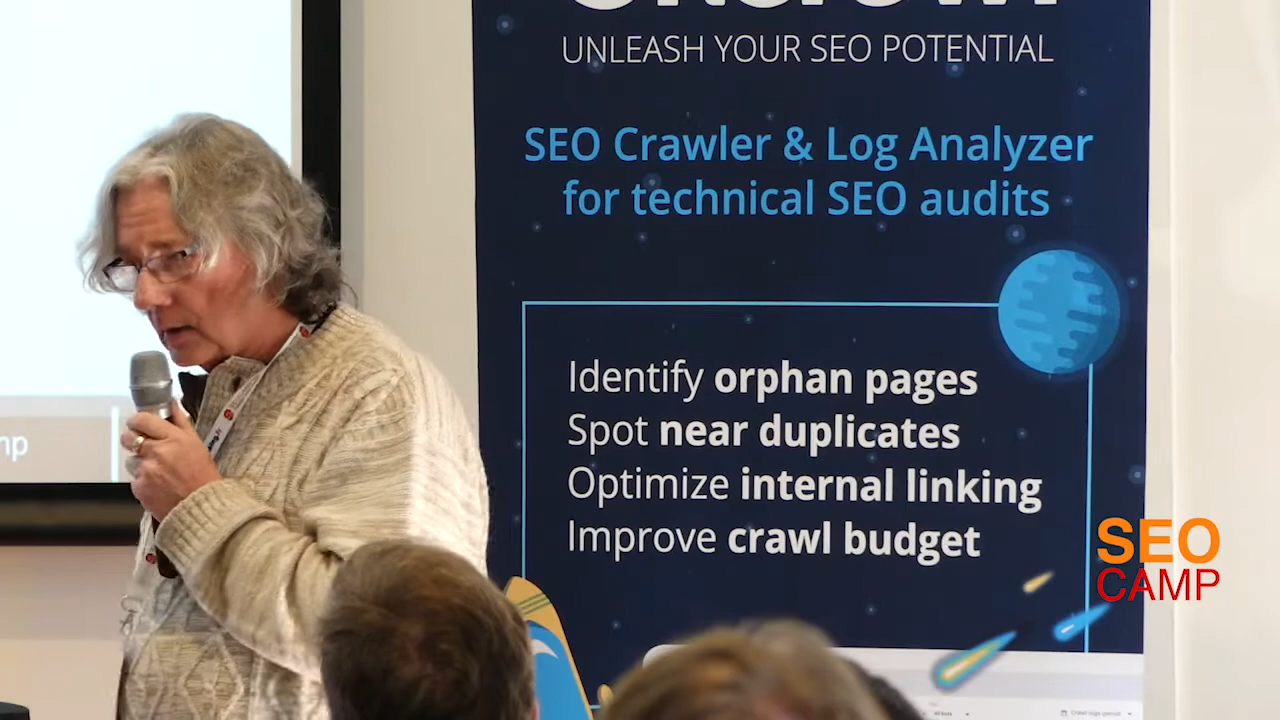 UNLEASH YOUR SEO POTENTIAL
SEO Crawler & Log Analyzer
for technical SEO audits
Identify orphan pages
Spot near duplicates
Optimize internal linking
Improve crawl budget
SEO
CAMP